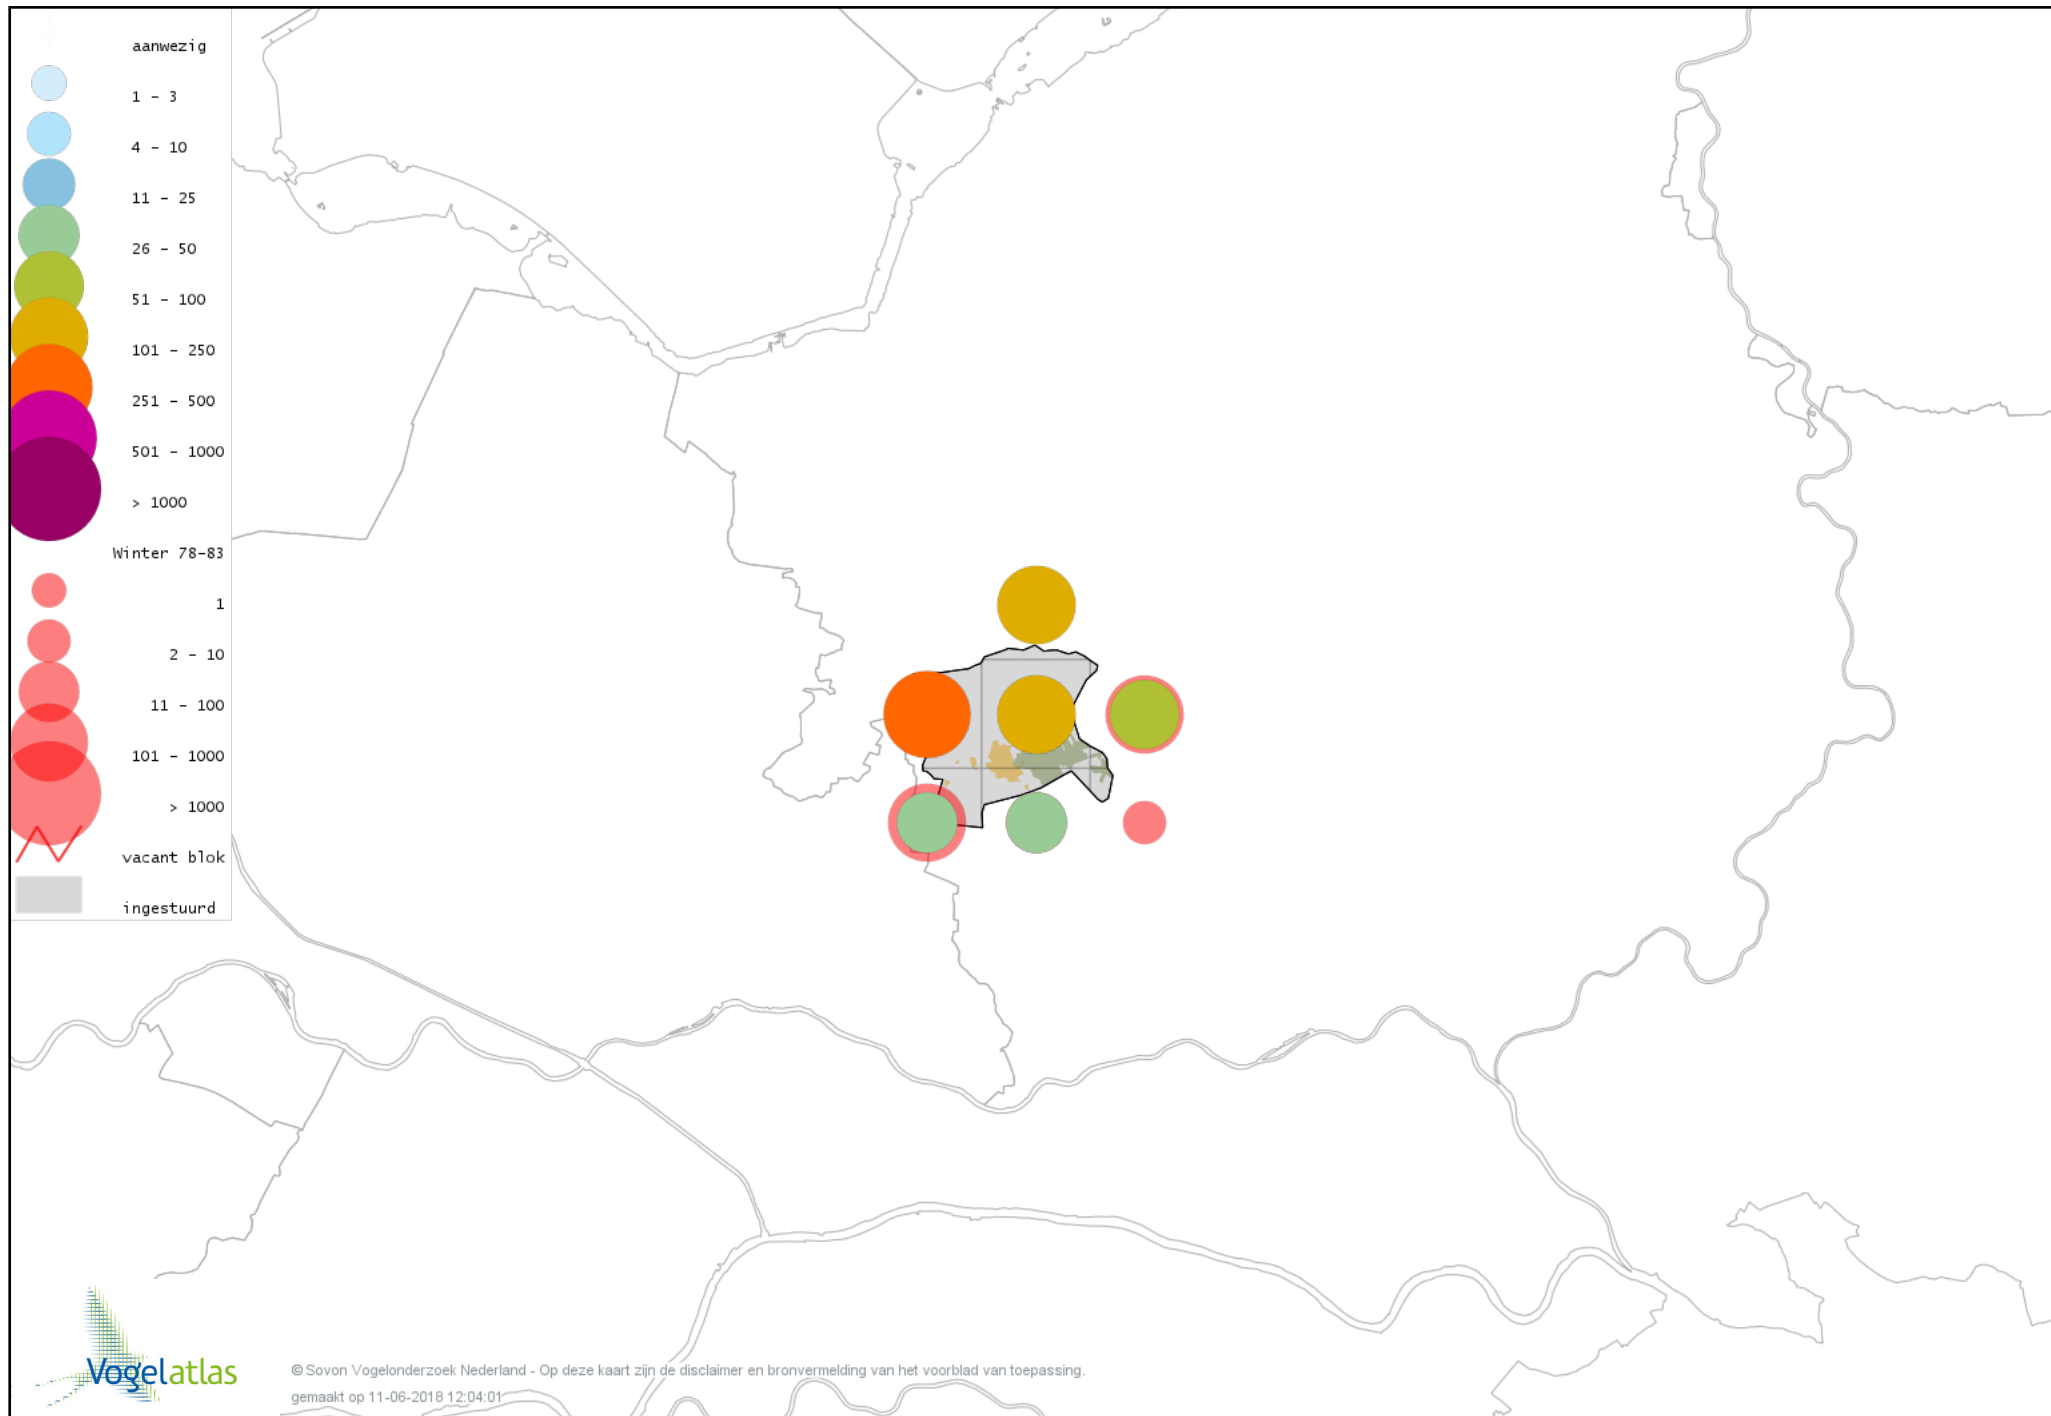 aanwezig
1 - 3
4 - 10
11 - 25
26 - 50
51 - 100
101 - 250
251 - 500
501 - 1000
> 1000
Winter 78-83
1
2 - 10
11 - 100
101 - 1000
> 1000
vacant blok
ingestuurd
Vogelatlas
© Sovon Vogelonderzoek Nederland - Op deze kaart zijn de disclaimer en bronvermelding van het voorblad van toepassing.
gemaakt op 11-06-2018 12:04:01